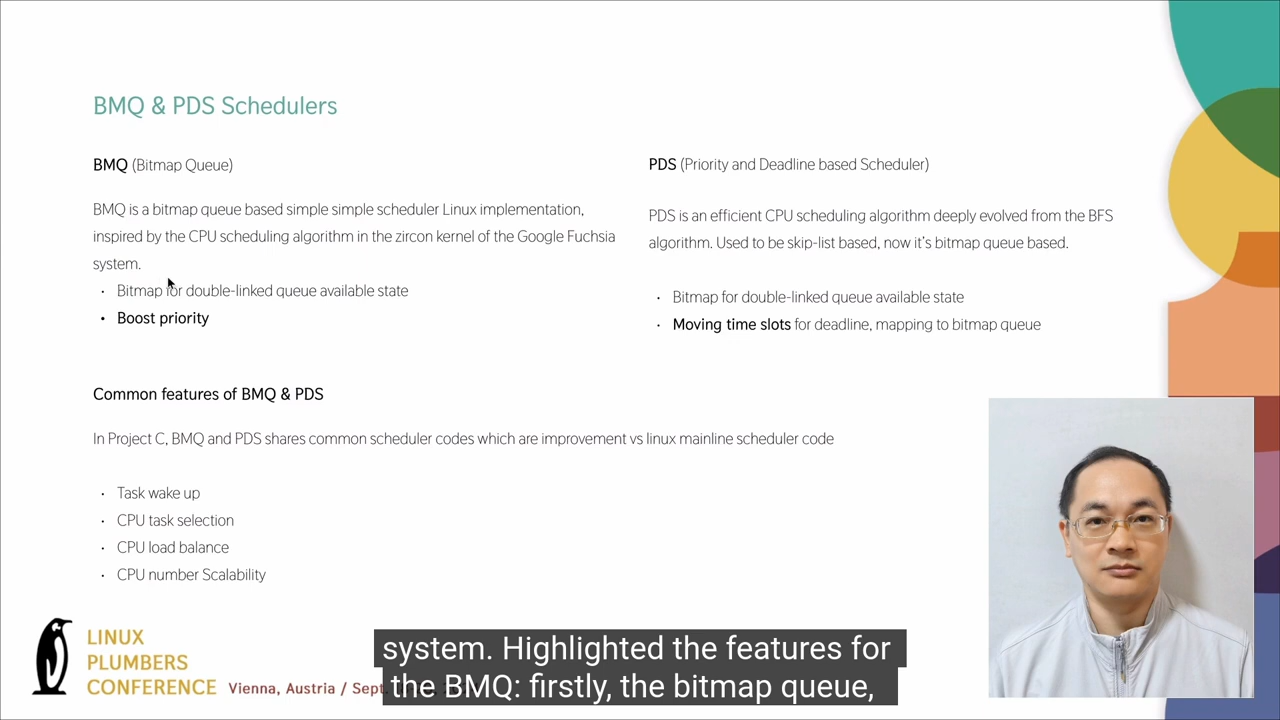 BMQ & PDS Schedulers
BMQ (Bitmap Queue)
BMQ is a bitmap queue based simple simple scheduler Linux implementation,
inspired by the CPU scheduling algorithm in the zircon kernel of the Google Fuchsia
system.
• Bitmap for double-linked queue available state
• Boost priority
PDS (Priority and Deadline based Scheduler)
PDS is an efficient CPU scheduling algorithm deeply evolved from the BFS
algorithm. Used to be skip-list based, now it's bitmap queue based.
• Bitmap for double-linked queue available state
• Moving time slots for deadline, mapping to bitmap queue
Common features of BMQ & PDS
In Project C, BMQ and PDS shares common scheduler codes which are improvement vs linux mainline scheduler code
• Task wake up
• CPU task selection
• CPU load balance
• CPU number Scalability
LINUX
PLUMBERS
CONFERENCE
Vienna, Austria / Sept.
system. Highlighted the features for
the BMQ: firstly, the bitmap queue,